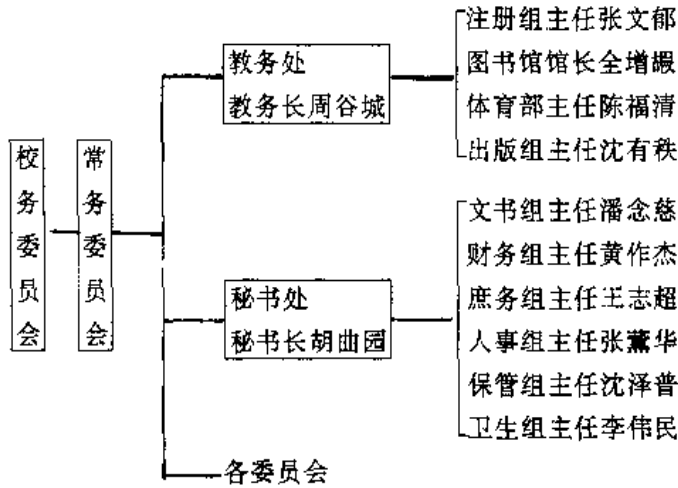 校务委员会
常务委员会
教务处
教务长周谷城
注册组主任张文郁
图书馆馆长全增嘏
体育部主任陈福清
出版组主任沈有秩
秘书处
秘书长胡曲园
文书组主任潘念慈
财务组主任黄作杰
庶务组主任王志超
人事组主任张薰华
保管组主任沈泽普
卫生组主任李伟民
各委员会